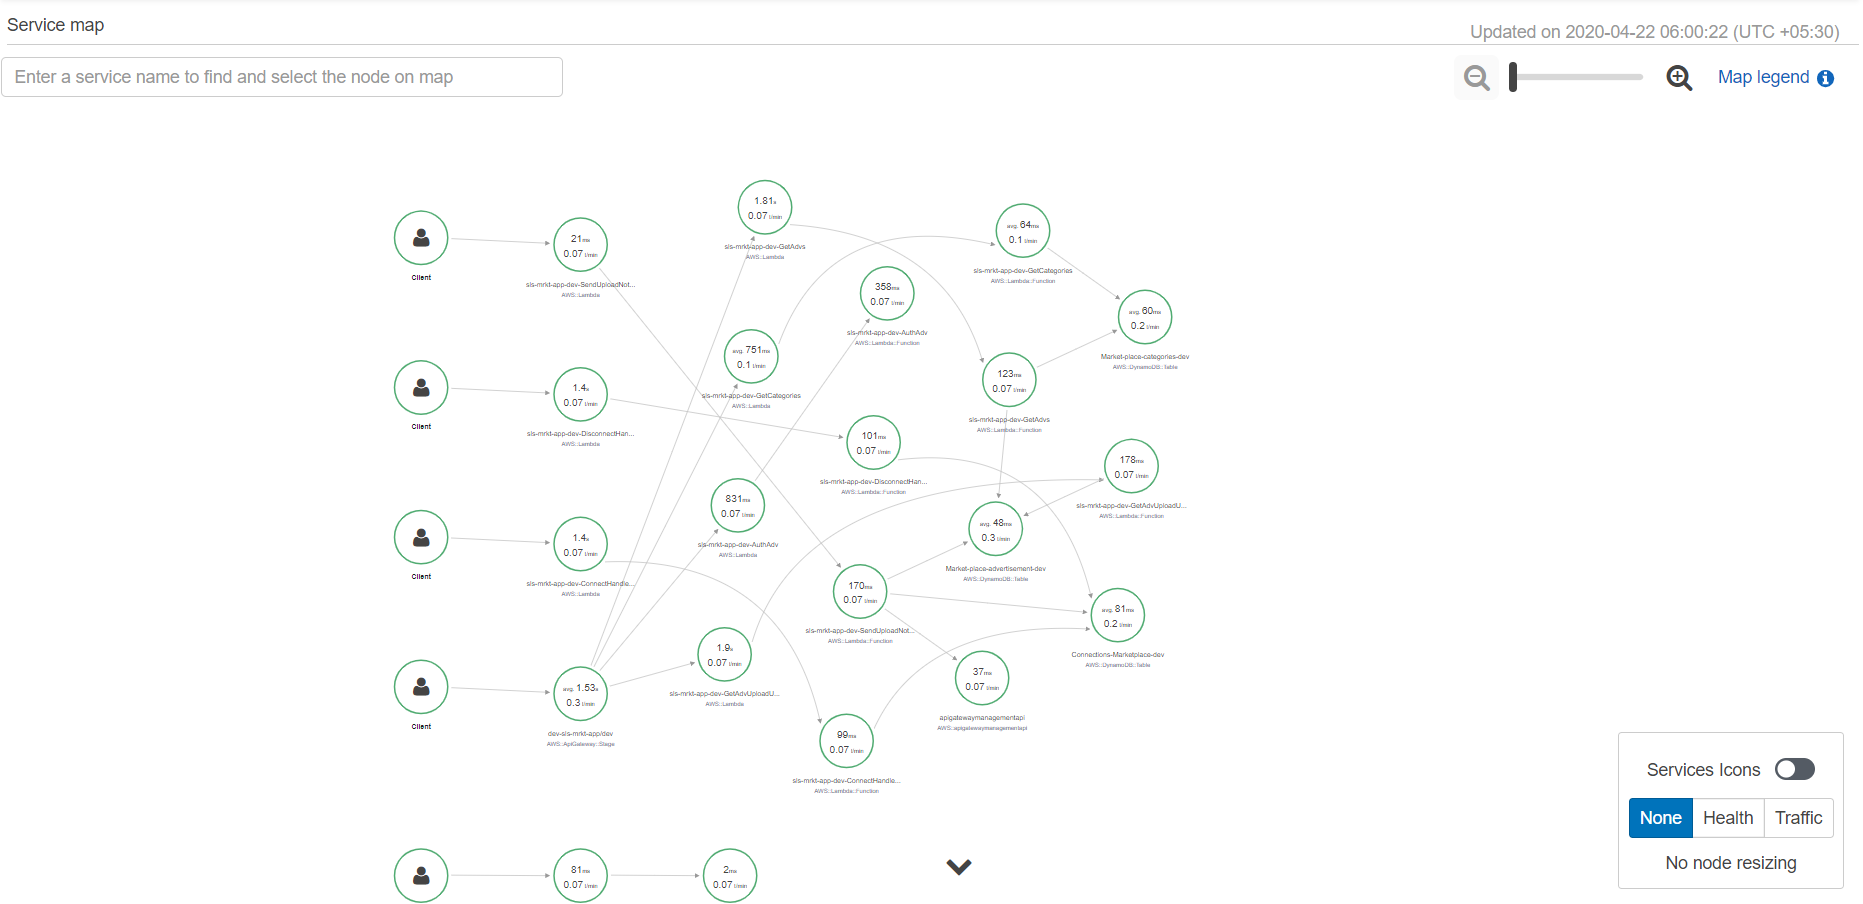 Service map
Updated on 2020-04-22 06:00:22 (UTC +05:30)
Enter a service name to find and select the node on map
Map legend
Client
21ms
0.07 t/min
sls-mrkt-app-dev-SendUploadNot...
AWS::Lambda
1.81s
0.07 t/min
sls-mrkt-app-dev-GetAdvs
AWS::Lambda
avg. 64ms
0.1 t/min
sls-mrkt-app-dev-GetCategories
AWS::Lambda::Function
358ms
0.07 t/min
sls-mrkt-app-dev-AuthAdv
AWS::Lambda::Function
avg. 60ms
0.2 t/min
Market-place-categories-dev
AWS::DynamoDB::Table
avg. 751ms
0.1 t/min
sls-mrkt-app-dev-GetCategories
AWS::Lambda
123ms
0.07 t/min
sls-mrkt-app-dev-GetAdvs
AWS::Lambda::Function
Client
1.4s
0.07 t/min
sls-mrkt-app-dev-DisconnectHan...
AWS::Lambda
101ms
0.07 t/min
sls-mrkt-app-dev-DisconnectHan...
AWS::Lambda::Function
178ms
0.07 t/min
sls-mrkt-app-dev-GetAdvUploadU...
AWS::Lambda::Function
831ms
0.07 t/min
sls-mrkt-app-dev-AuthAdv
AWS::Lambda
avg. 48ms
0.3 t/min
Market-place-advertisement-dev
AWS::DynamoDB::Table
Client
1.4s
0.07 t/min
sls-mrkt-app-dev-ConnectHandle...
AWS::Lambda
170ms
0.07 t/min
sls-mrkt-app-dev-SendUploadNot...
AWS::Lambda::Function
avg. 81ms
0.2 t/min
Connections-Marketplace-dev
AWS::DynamoDB::Table
1.9s
0.07 t/min
sls-mrkt-app-dev-GetAdvUploadU...
AWS::Lambda
37ms
0.07 t/min
apigatewaymanagementapi
AWS::apigatewaymanagementapi
Client
avg. 1.53s
0.3 t/min
dev-sls-mrkt-app/dev
AWS::ApiGateway::Stage
99ms
0.07 t/min
sls-mrkt-app-dev-ConnectHandle...
AWS::Lambda::Function
81ms
0.07 t/min
2ms
0.07 t/min
Services Icons
None
Health
Traffic
No node resizing